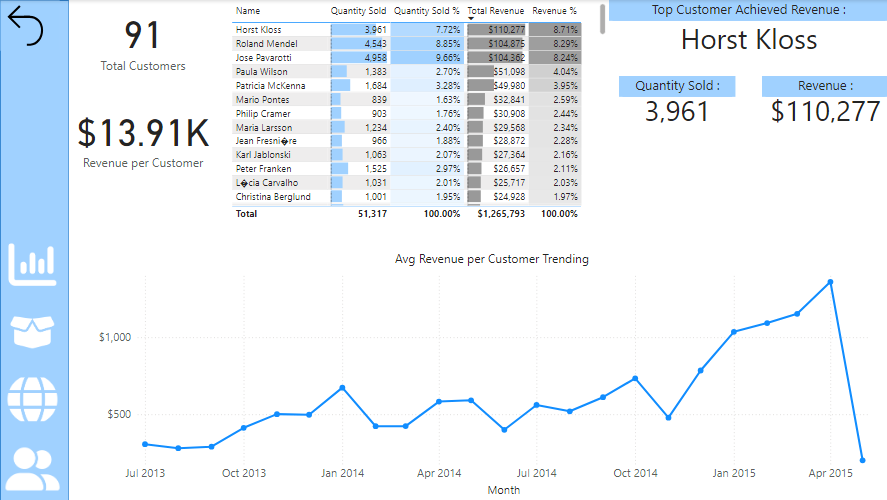 91
Total Customers
$13.91K
Revenue per Customer
Name Quantity Sold Quantity Sold % Total Revenue Revenue %
Horst Kloss 3,961 7.72% $110,277 8.71%
Roland Mendel 4,543 8.85% $104,875 8.29%
Jose Pavarotti 4,958 9.66% $104,362 8.24%
Paula Wilson 1,383 2.70% $51,098 4.04%
Patricia McKenna 1,684 3.28% $49,980 3.95%
Mario Pontes 839 1.63% $32,841 2.59%
Philip Cramer 903 1.76% $30,908 2.44%
Maria Larsson 1,234 2.40% $29,568 2.34%
Jean Fresni�re 966 1.88% $28,872 2.28%
Karl Jablonski 1,063 2.07% $27,364 2.16%
Peter Franken 1,525 2.97% $26,657 2.11%
L�cia Carvalho 1,031 2.01% $25,717 2.03%
Christina Berglund 1,001 1.95% $24,928 1.97%
Total 51,317 100.00% $1,265,793 100.00%
Top Customer Achieved Revenue :
Horst Kloss
Quantity Sold : Revenue :
3,961 $110,277
Avg Revenue per Customer Trending
$1,000
$500
Jul 2013 Oct 2013 Jan 2014 Apr 2014 Jul 2014 Oct 2014 Jan 2015 Apr 2015
Month